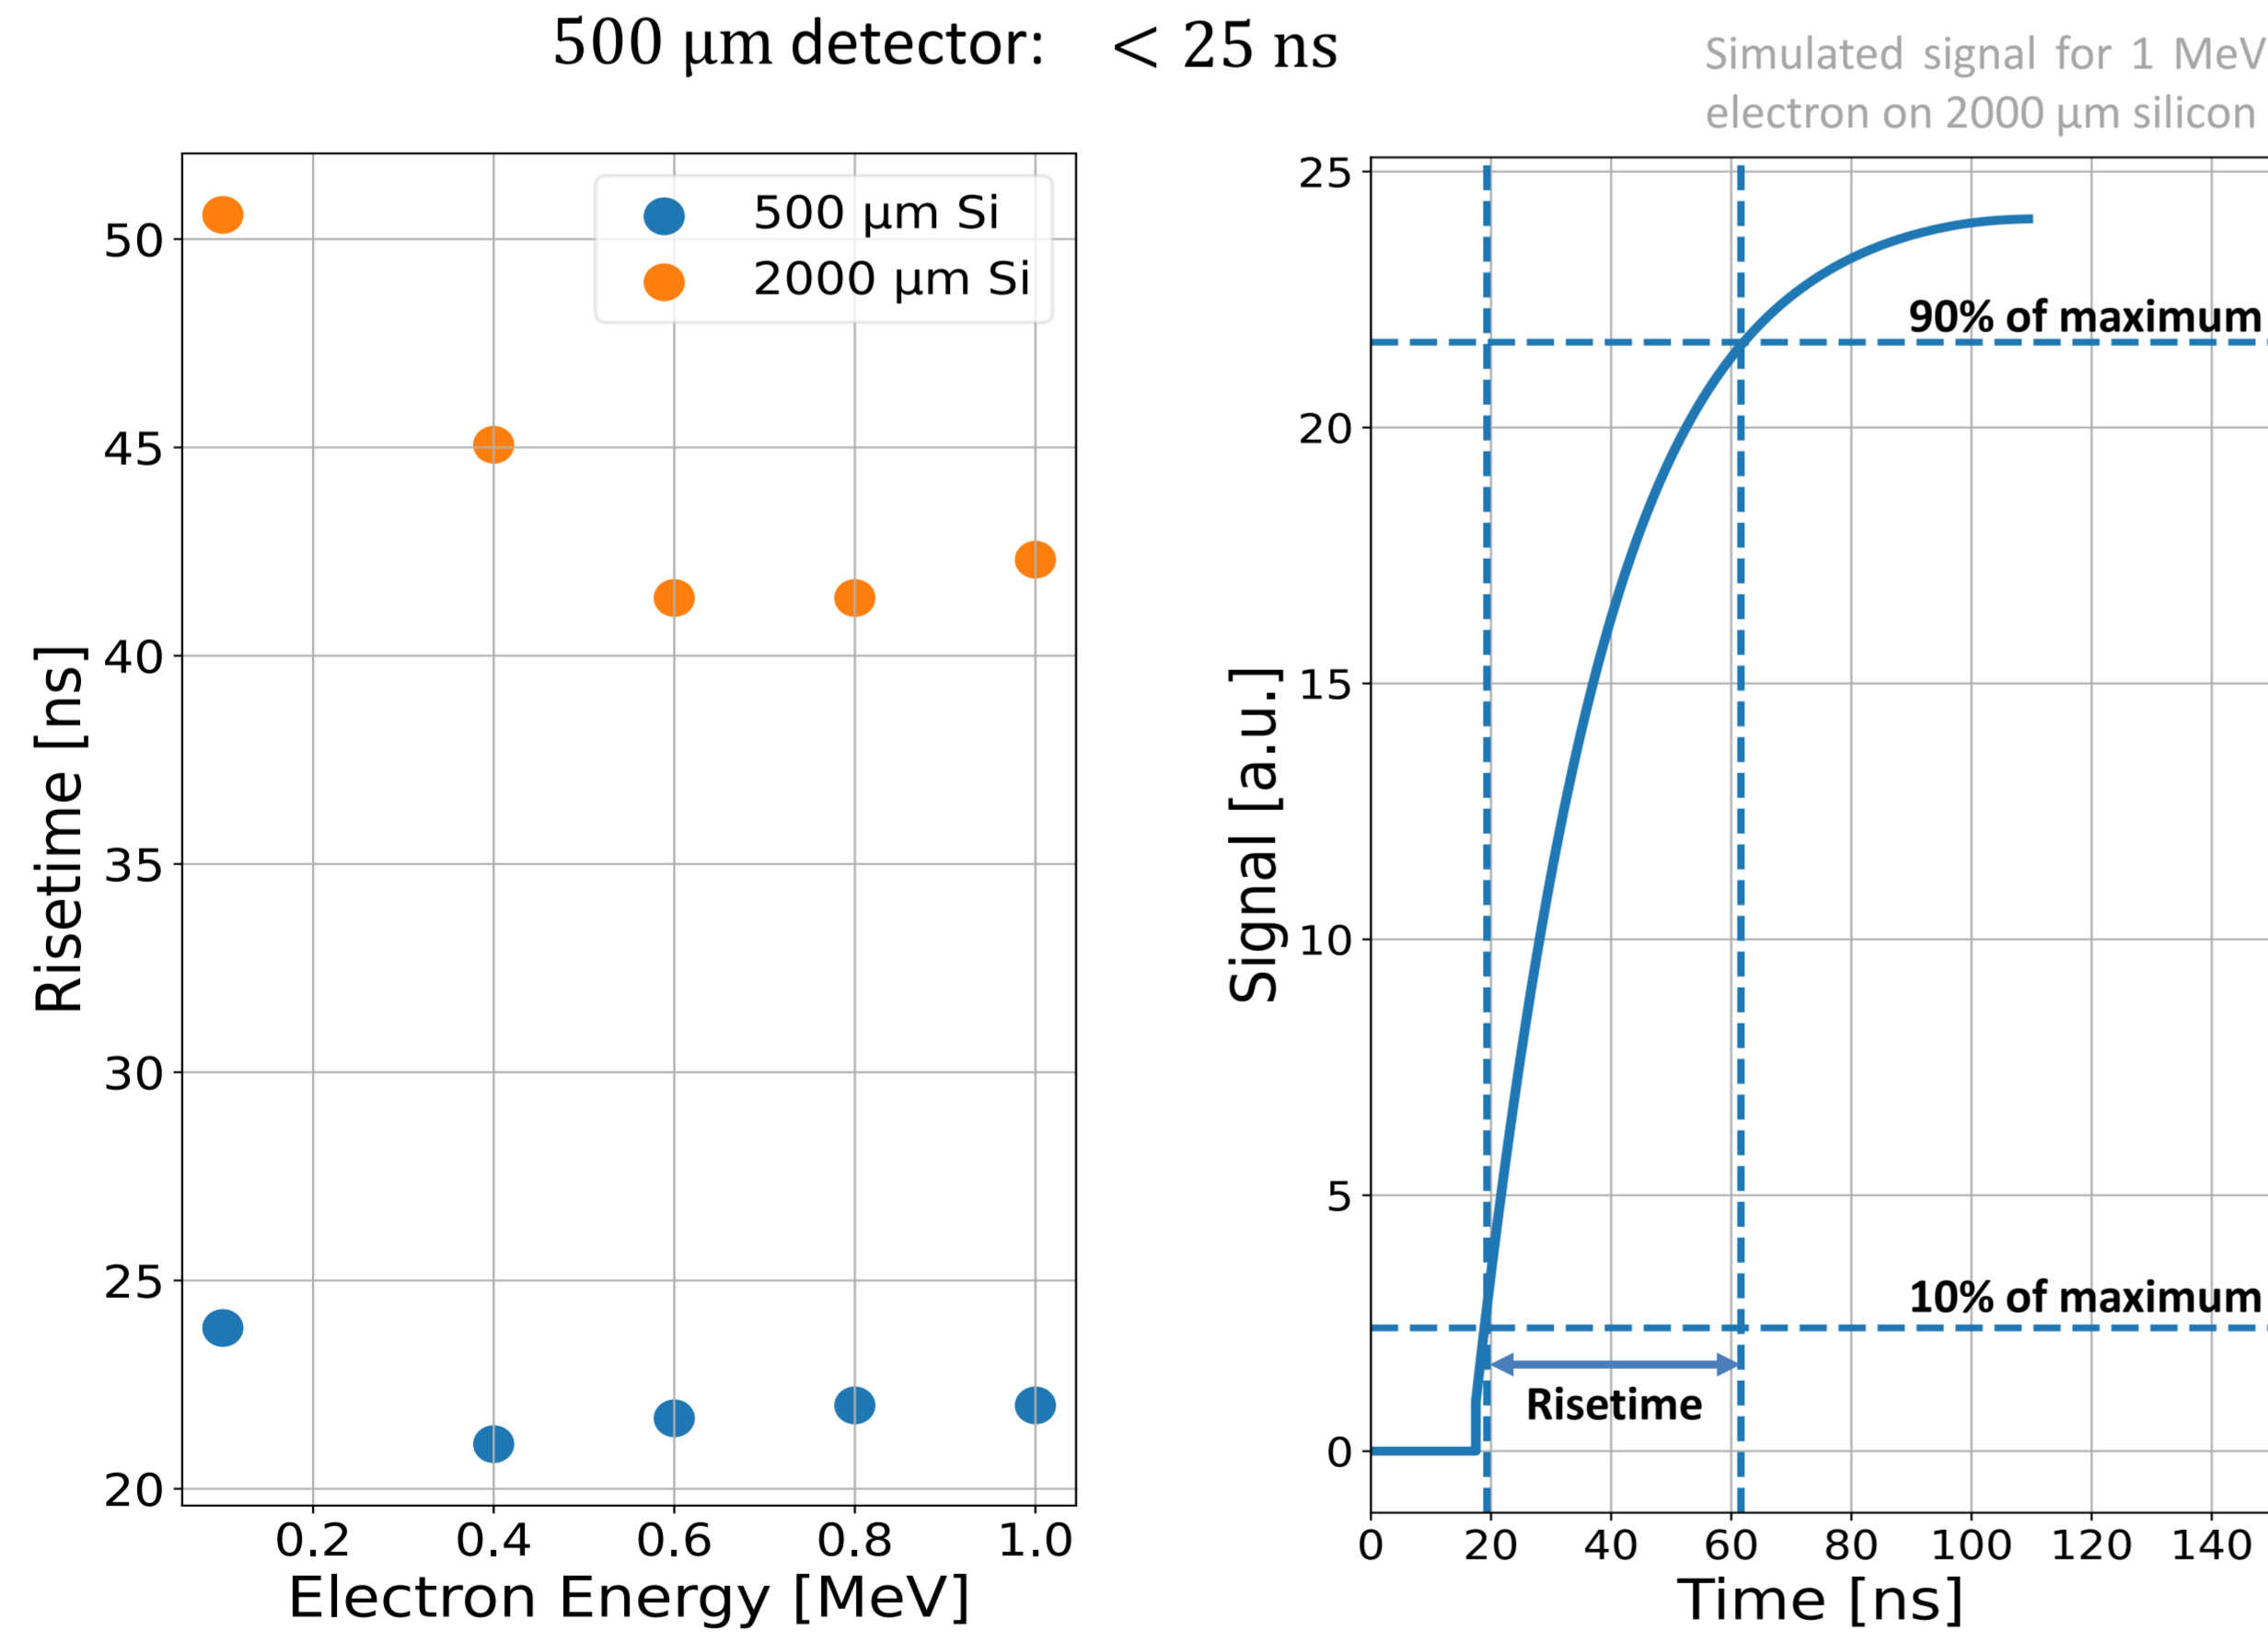 500 μm detector: < 25 ns
Simulated signal for 1 MeV
electron on 2000 μm silicon
500 μm Si
2000 μm Si
50
45
40
35
30
25
20
Risetime [ns]
0.2 0.4 0.6 0.8 1.0
Electron Energy [MeV]
25
20
15
10
5
0
Signal [a.u.]
90% of maximum
10% of maximum
Risetime
0 20 40 60 80 100 120 140
Time [ns]